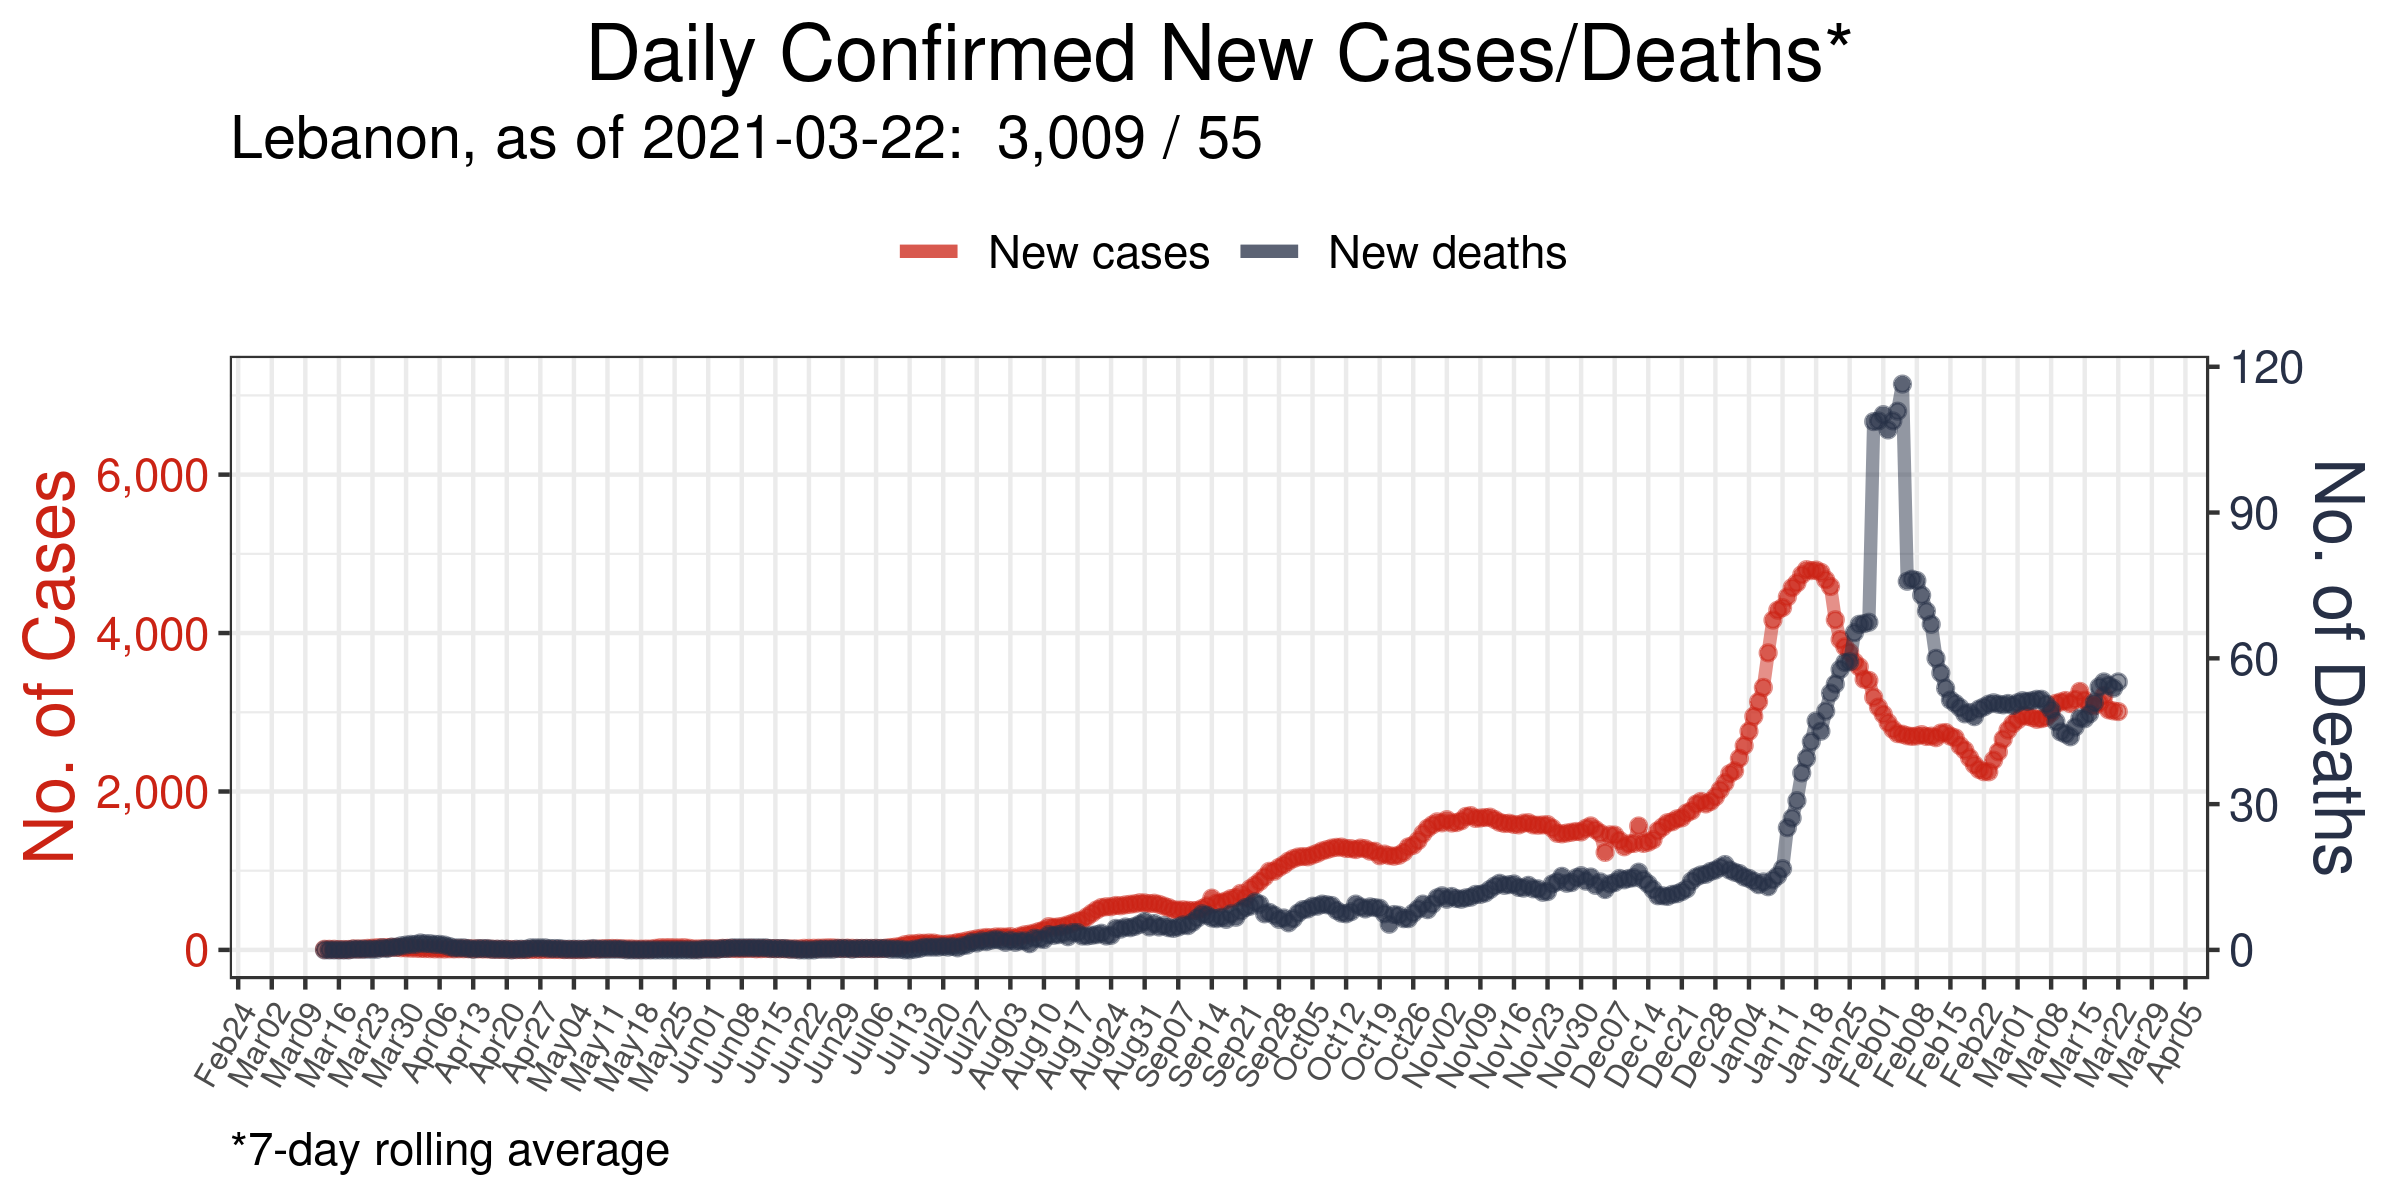 Daily Confirmed New Cases/Deaths*
Lebanon, as of 2021-03-22:  3,009 / 55
New cases
New deaths
No. of Cases
6,000
4,000
2,000
0
120
90
60
30
0
No. of Deaths
Feb24
Mar02
Mar09
Mar16
Mar23
Mar30
Apr06
Apr13
Apr20
Apr27
May04
May11
May18
May25
Jun01
Jun08
Jun15
Jun22
Jun29
Jul06
Jul13
Jul20
Jul27
Aug03
Aug10
Aug17
Aug24
Aug31
Sep07
Sep14
Sep21
Sep28
Oct05
Oct12
Oct19
Oct26
Nov02
Nov09
Nov16
Nov23
Nov30
Dec07
Dec14
Dec21
Dec28
Jan04
Jan11
Jan18
Jan25
Feb01
Feb08
Feb15
Feb22
Mar01
Mar08
Mar15
Mar22
Mar29
Apr05
*7-day rolling average